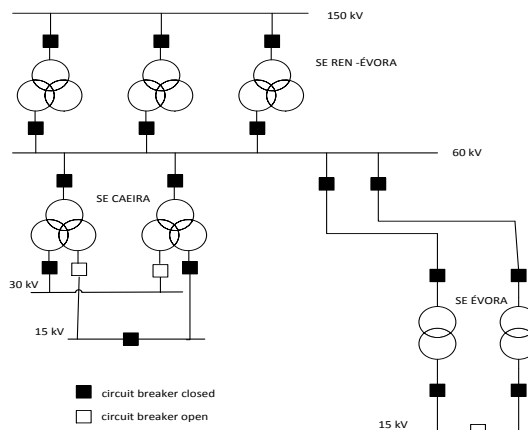 150 kV
SE REN -ÉVORA
60 kV
SE CAEIRA
30 kV
SE ÉVORA
15 kV
circuit breaker closed
circuit breaker open
15 kV